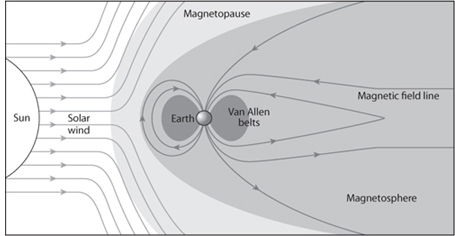 Magnetopause
Magnetic field line
Sun
Solar
wind
Earth
Van Allen
belts
Magnetosphere